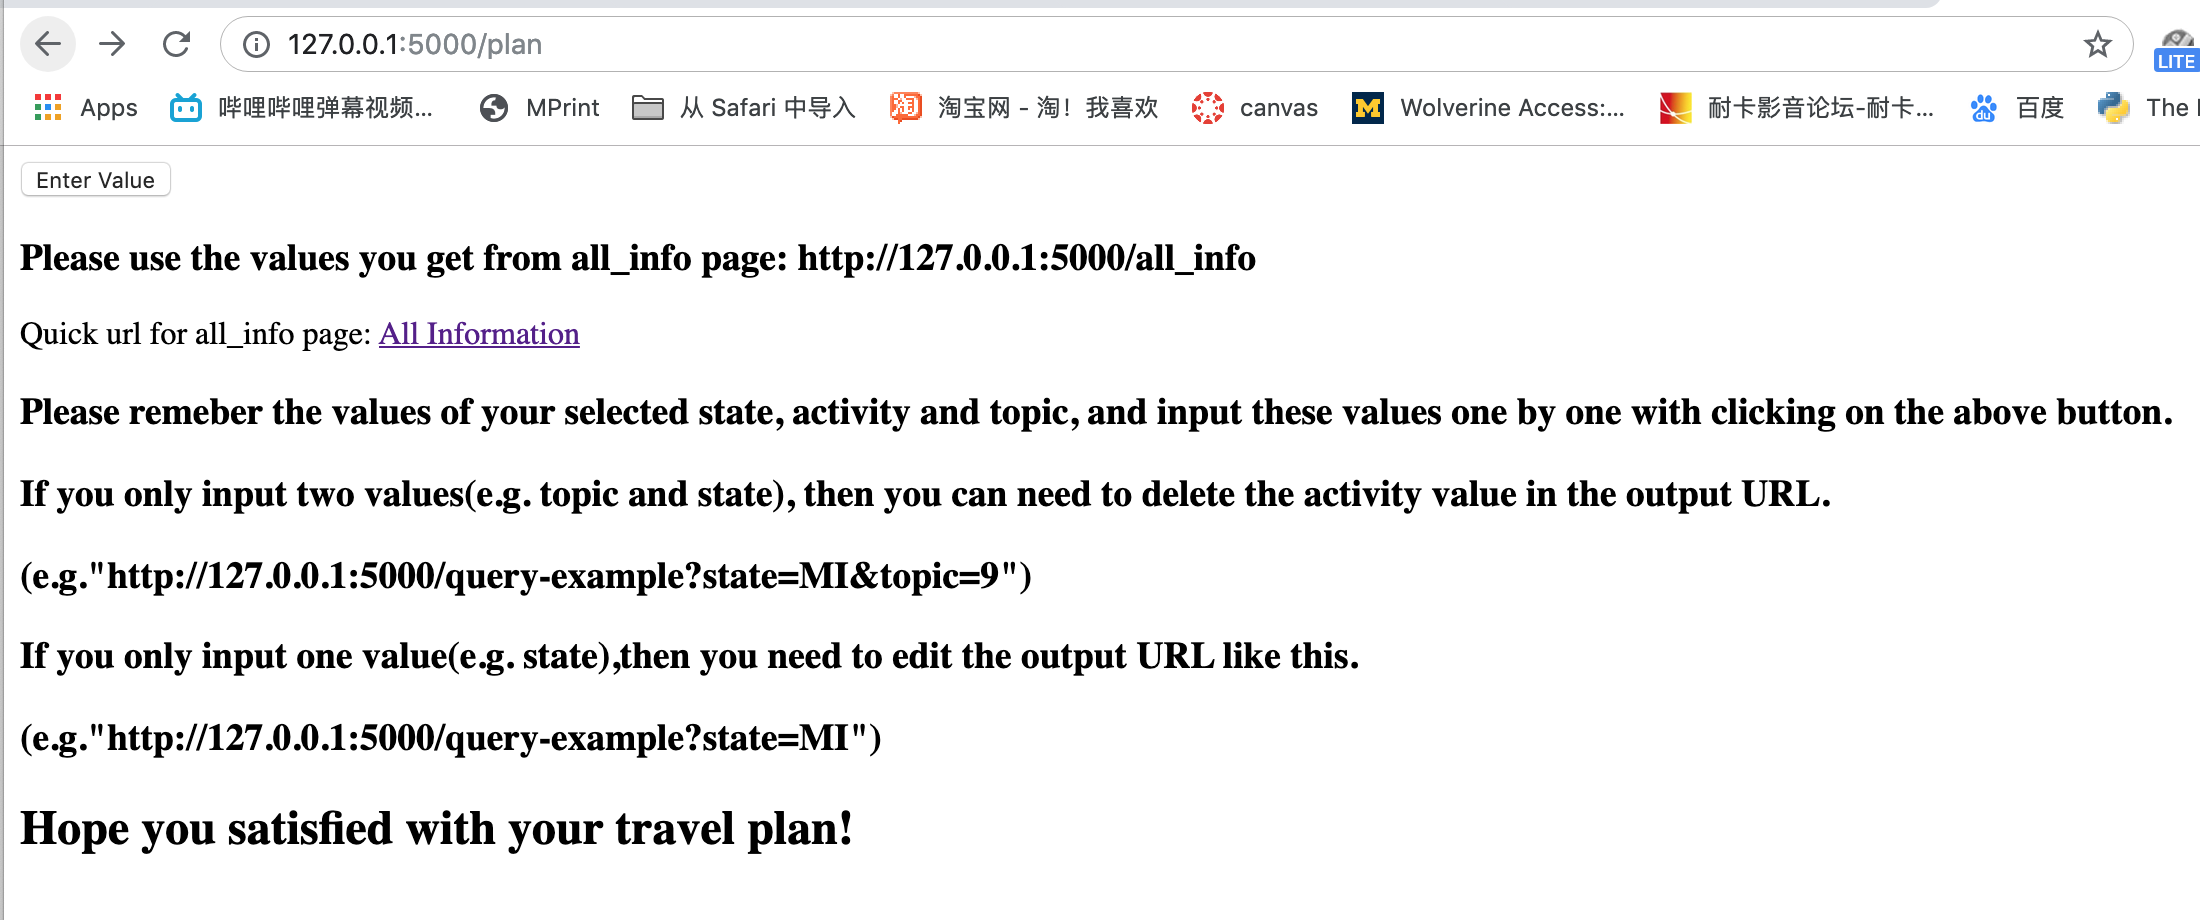 127.0.0.1:5000/plan
LITE
Apps 哔哩哔哩弹幕视频... MPrint 从 Safari 中导入 淘宝网 - 淘！我喜欢 canvas Wolverine Access:... 耐卡影音论坛-耐卡... 百度 The
Enter Value
Please use the values you get from all_info page: http://127.0.0.1:5000/all_info
Quick url for all_info page: All Information
Please remeber the values of your selected state, activity and topic, and input these values one by one with clicking on the above button.
If you only input two values(e.g. topic and state), then you can need to delete the activity value in the output URL.
(e.g."http://127.0.0.1:5000/query-example?state=MI&topic=9")
If you only input one value(e.g. state),then you need to edit the output URL like this.
(e.g."http://127.0.0.1:5000/query-example?state=MI")
Hope you satisfied with your travel plan!